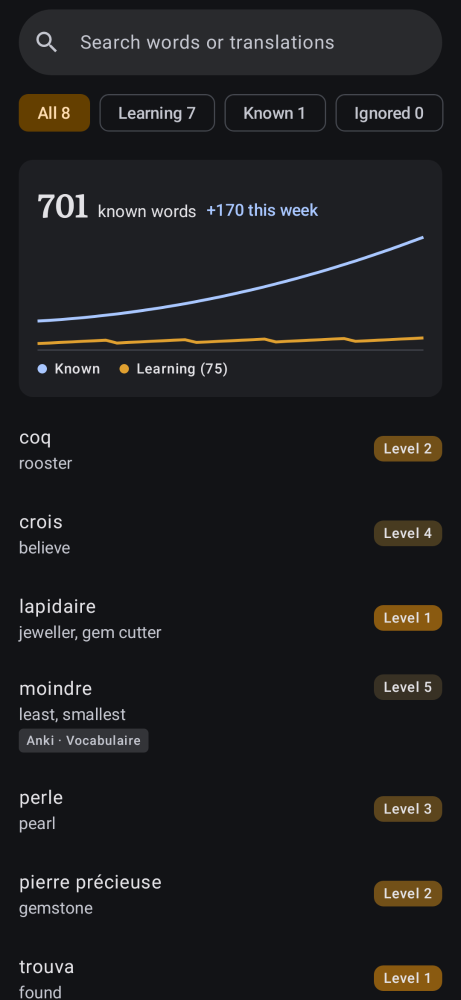 Search words or translations
All 8
Learning 7
Known 1
Ignored 0
701 known words +170 this week
Known
Learning (75)
coq
rooster
Level 2
crois
believe
Level 4
lapidaire
jeweller, gem cutter
Level 1
moindre
least, smallest
Anki · Vocabulaire
Level 5
perle
pearl
Level 3
pierre précieuse
gemstone
Level 2
trouva
found
Level 1